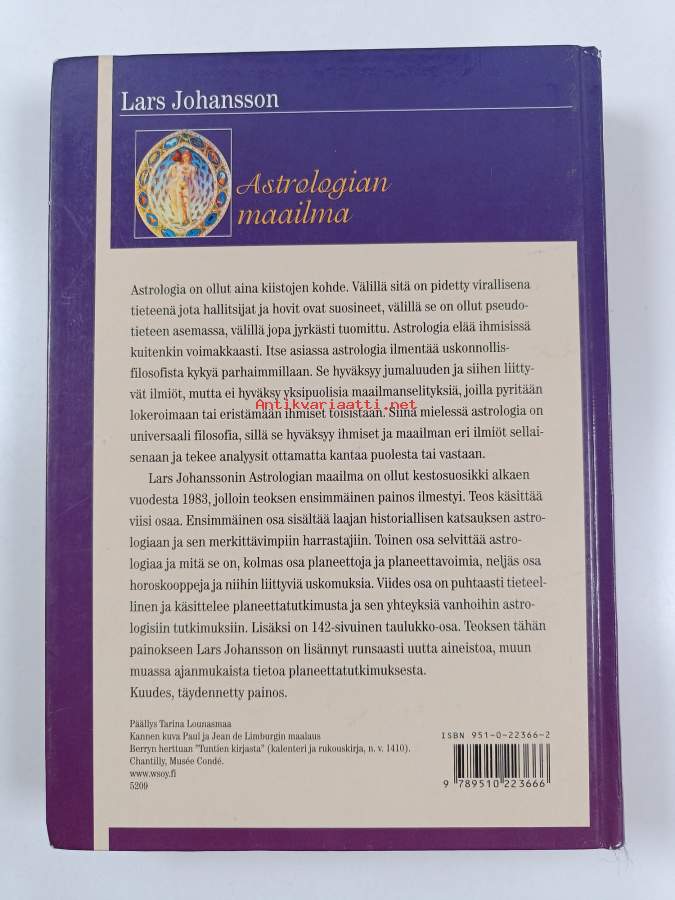 Lars Johansson
Astrologian
maailma
Astrologia on ollut aina kiistojen kohde. Välillä sitä on pidetty virallisena
tieteenä jota hallitsijat ja hovit ovat suosineet, välillä se on ollut pseudo-
tieteen asemassa, välillä jopa jyrkästi tuomittu. Astrologia elää ihmisissä
kuitenkin voimakkaasti. Itse asiassa astrologia ilmentää uskonnollis-
filosofista kykyä parhaimmillaan. Se hyväksyy jumaluuden ja siihen liitty-
vät ilmiöt, mutta ei hyväksy yksipuolisia maailmanselityksiä, joilla pyritään
Antikvariaatti.net
lokeroimaan tai eristämään ihmiset toisistaan. Siinä mielessä astrologia on
universaali filosofia, sillä se hyväksyy ihmiset ja maailman eri ilmiöt sellai-
senaan ja tekee analyysit ottamatta kantaa puolesta tai vastaan.
Lars Johanssonin Astrologian maailma on ollut kestosuosikki alkaen
vuodesta 1983, jolloin teoksen ensimmäinen painos ilmestyi. Teos käsittää
viisi osaa. Ensimmäinen osa sisältää laajan historiallisen katsauksen astro-
logiaan ja sen merkittävimpiin harrastajiin. Toinen osa selvittää astro-
logiaa ja mitä se on, kolmas osa planeettoja ja planeettavoimia, neljäs osa
horoskooppeja ja niihin liittyviä uskomuksia. Viides osa on puhtaasti tieteel-
linen ja käsittelee planeettatutkimusta ja sen yhteyksiä vanhoihin astro-
logisiin tutkimuksiin. Lisäksi on 142-sivuinen taulukko-osa. Teoksen tähän
painokseen Lars Johansson on lisännyt runsaasti uutta aineistoa, muun
muassa ajanmukaista tietoa planeettatutkimuksesta.
Kuudes, täydennetty painos.
Päällys Tarina Lounasmaa
Kannen kuva Paul ja Jean de Limburgin maalaus
Berryn herttuan "Tuntien kirjasta" (kalenteri ja rukouskirja, n. v. 1410).
Chantilly, Musée Condé.
www.wsoy.fi
5209
ISBN 951-0-22366-2
9 789510 223666